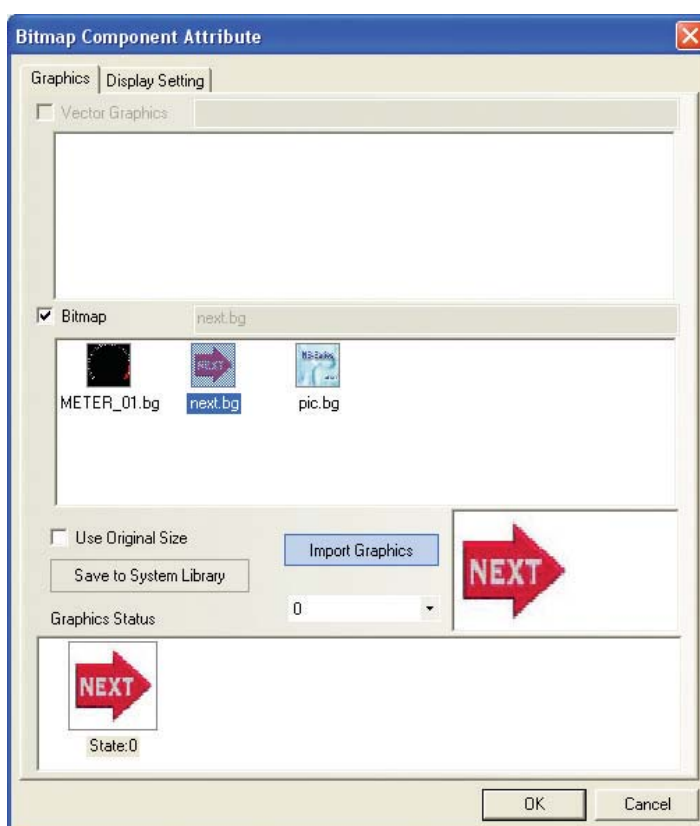 Bitmap Component Attribute
Graphics
Display Setting
Vector Graphics
Bitmap
next.bg
NEXT
METER_01.bg
next.bg
pic.bg
Use Original Size
Import Graphics
Save to System Library
NEXT
0
Graphics Status
NEXT
State:0
OK
Cancel